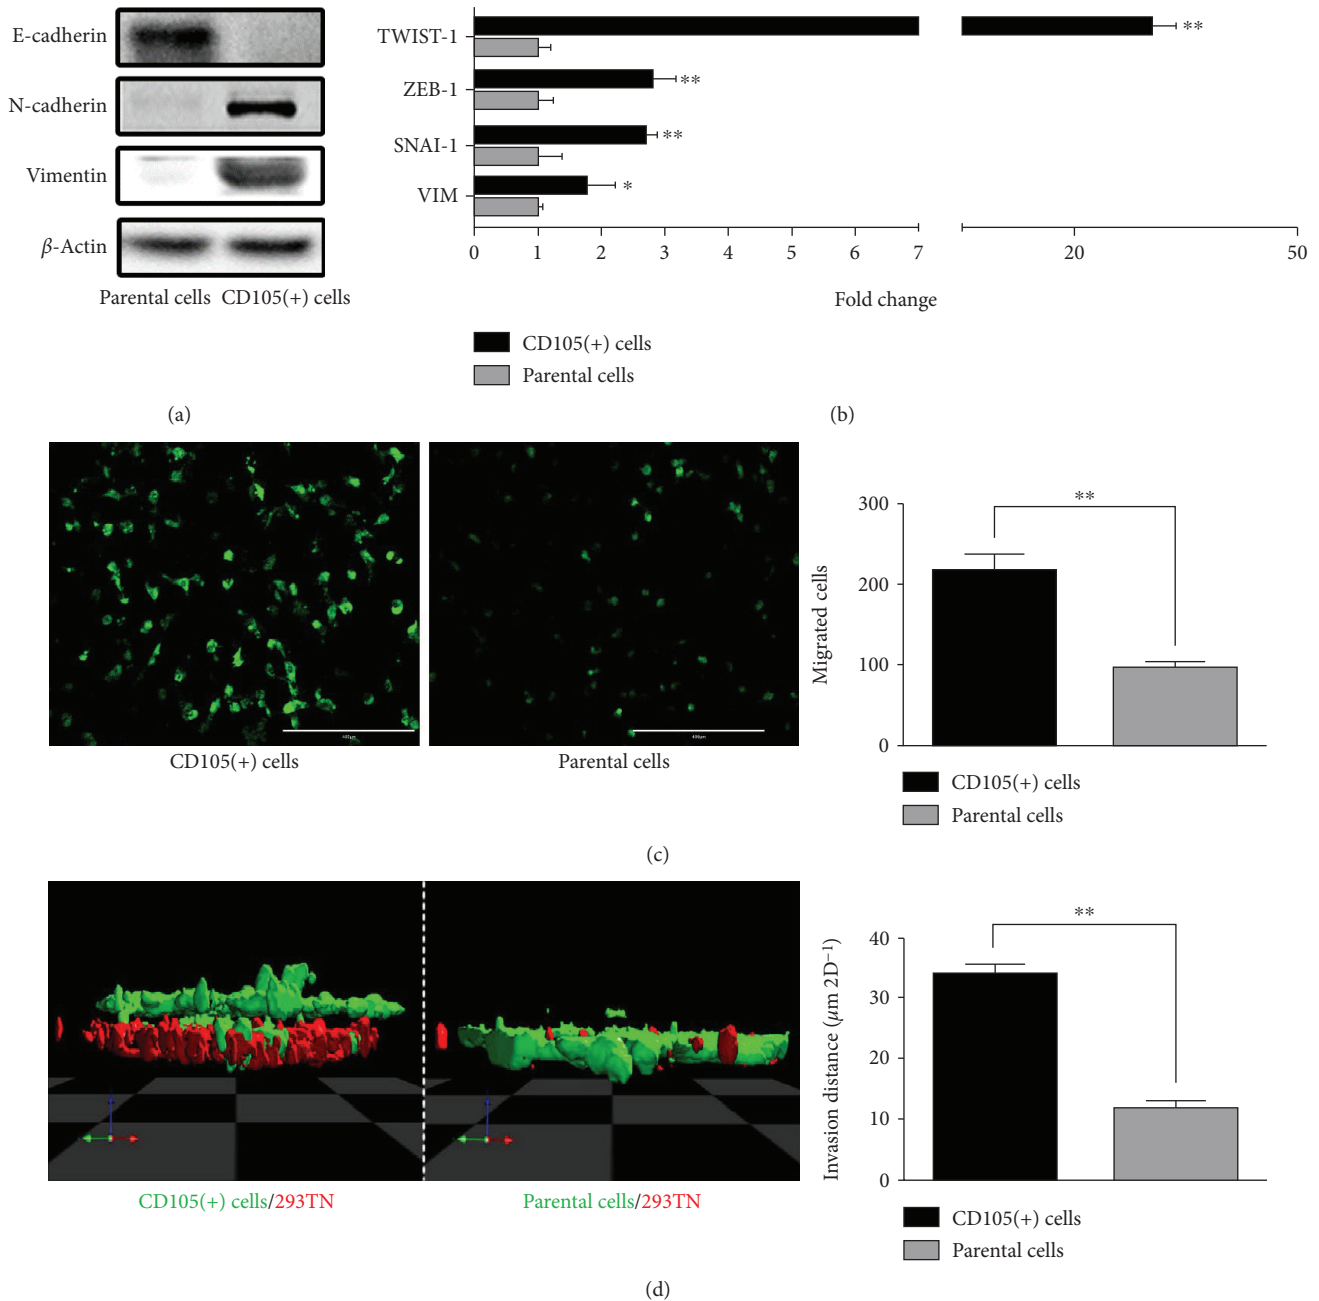 E-cadherin
N-cadherin
Vimentin
β-Actin
Parental cells CD105(+) cells
(a)
TWIST-1
ZEB-1
SNAI-1
VIM
**
**
**
*
0 1 2 3 4 5 6 7 20 50
Fold change
CD105(+) cells
Parental cells
(b)
400μm
CD105(+) cells
Parental cells
Migrated cells
300
200
100
0
**
CD105(+) cells
Parental cells
(c)
CD105(+) cells/293TN
Parental cells/293TN
Invasion distance (μm 2D⁻¹)
40
30
20
10
0
**
CD105(+) cells
Parental cells
(d)